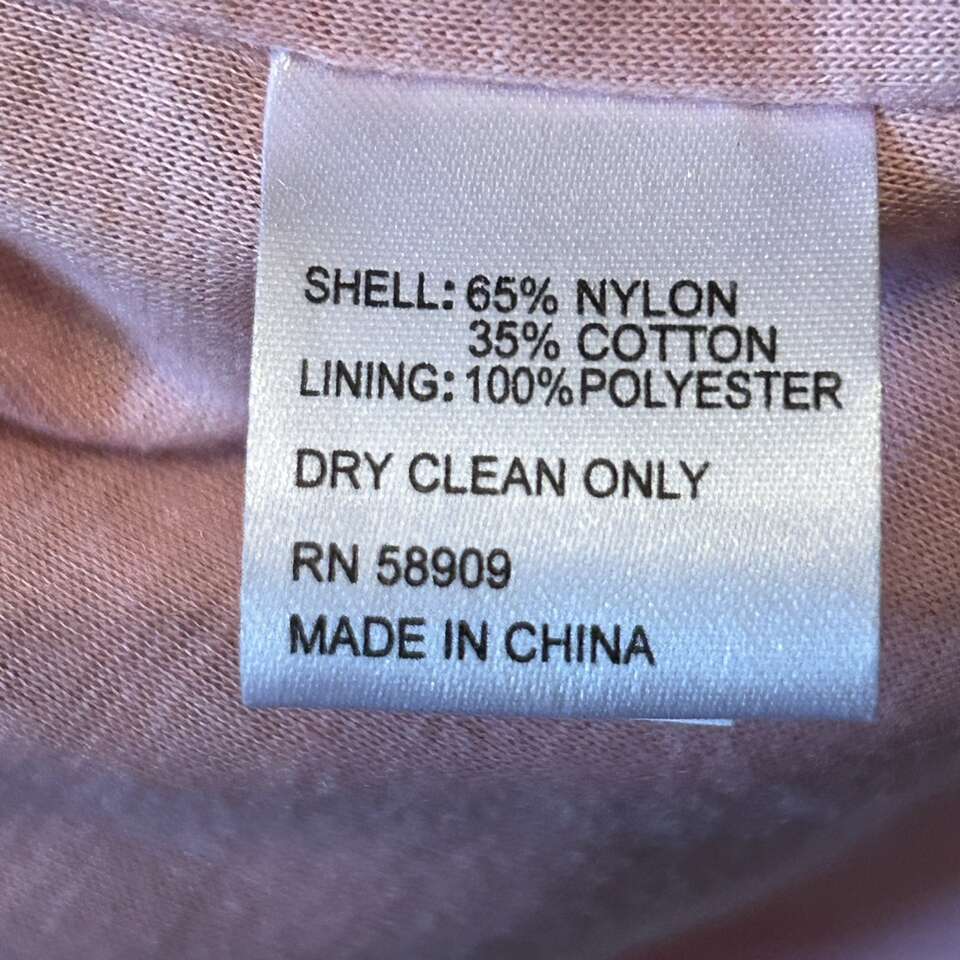 SHELL: 65% NYLON
35% COTTON
LINING: 100% POLYESTER
DRY CLEAN ONLY
RN 58909
MADE IN CHINA